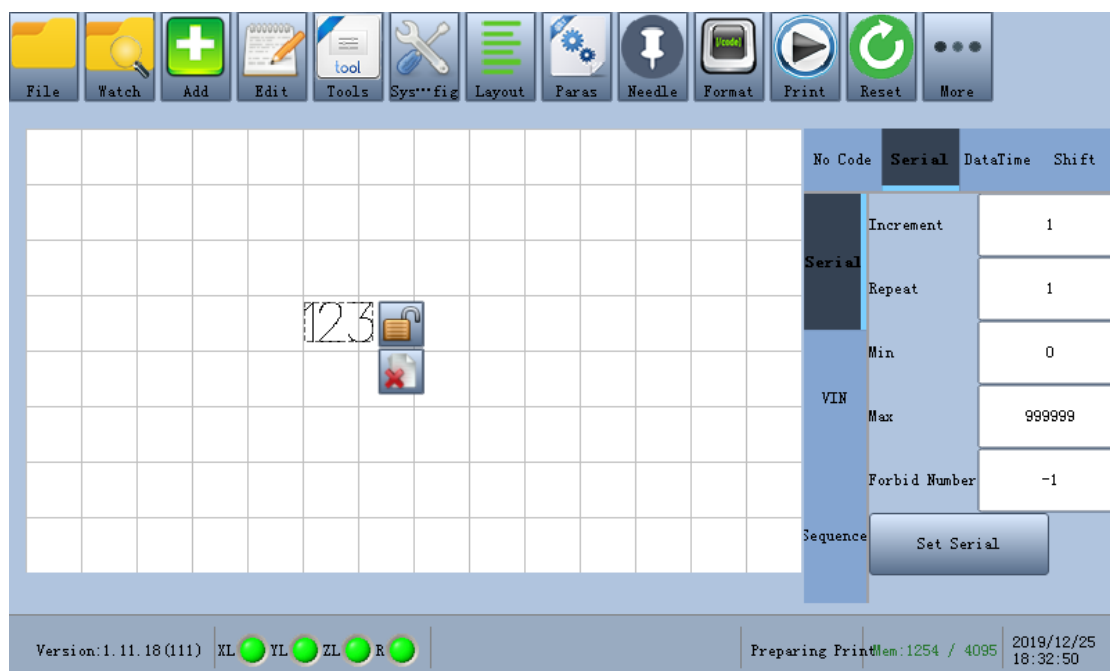 File Watch Add Edit Tools Sys···fig Layout Paras Needle Format Print Reset More
tool
[Vcode]
No Code Serial DataTime Shift
Serial
VIN
Sequence
Increment 1
Repeat 1
Min 0
Max 999999
Forbid Number -1
Set Serial
123
Version:1.11.18(111) XL YL ZL R Preparing Print Mem:1254 / 4095 2019/12/25
18:32:50